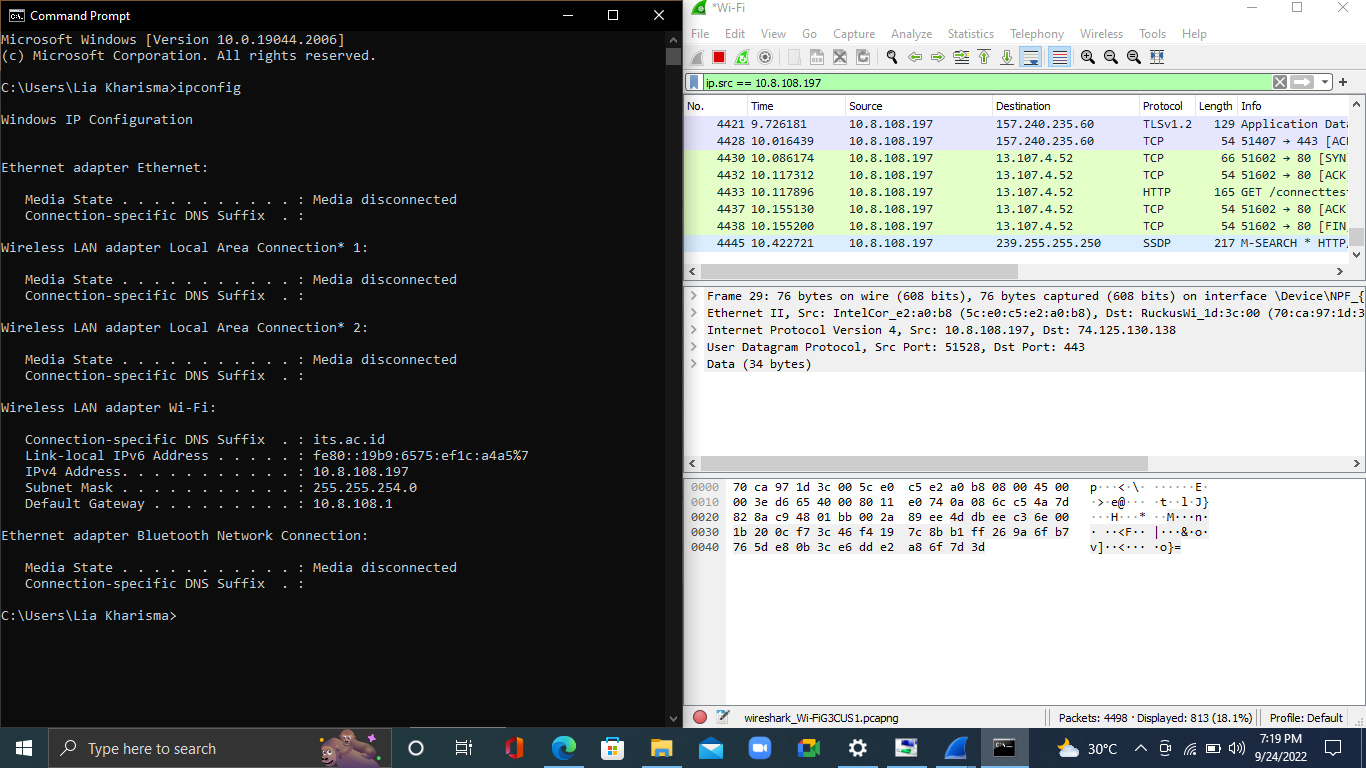 Command Prompt
Microsoft Windows [Version 10.0.19044.2006]
(c) Microsoft Corporation. All rights reserved.
C:\Users\Lia Kharisma>ipconfig
Windows IP Configuration
Ethernet adapter Ethernet:
Media State . . . . . . . . . . . : Media disconnected
Connection-specific DNS Suffix  . :
Wireless LAN adapter Local Area Connection* 1:
Media State . . . . . . . . . . . : Media disconnected
Connection-specific DNS Suffix  . :
Wireless LAN adapter Local Area Connection* 2:
Media State . . . . . . . . . . . : Media disconnected
Connection-specific DNS Suffix  . :
Wireless LAN adapter Wi-Fi:
Connection-specific DNS Suffix  . : its.ac.id
Link-local IPv6 Address . . . . . : fe80::19b9:6575:ef1c:a4a5%7
IPv4 Address. . . . . . . . . . . : 10.8.108.197
Subnet Mask . . . . . . . . . . . : 255.255.254.0
Default Gateway . . . . . . . . . : 10.8.108.1
Ethernet adapter Bluetooth Network Connection:
Media State . . . . . . . . . . . : Media disconnected
Connection-specific DNS Suffix  . :
C:\Users\Lia Kharisma>
*Wi-Fi
File Edit View Go Capture Analyze Statistics Telephony Wireless Tools Help
ip.src == 10.8.108.197
No. Time Source Destination Protocol Length Info
4421 9.726181 10.8.108.197 157.240.235.60 TLSv1.2 129 Application Data
4428 10.016439 10.8.108.197 157.240.235.60 TCP 54 51407 → 443 [ACK
4430 10.086174 10.8.108.197 13.107.4.52 TCP 66 51602 → 80 [SYN
4432 10.117312 10.8.108.197 13.107.4.52 TCP 54 51602 → 80 [ACK
4433 10.117896 10.8.108.197 13.107.4.52 HTTP 165 GET /connecttest
4437 10.155130 10.8.108.197 13.107.4.52 TCP 54 51602 → 80 [ACK
4438 10.155200 10.8.108.197 13.107.4.52 TCP 54 51602 → 80 [FIN
4445 10.422721 10.8.108.197 239.255.255.250 SSDP 217 M-SEARCH * HTTP/
Frame 29: 76 bytes on wire (608 bits), 76 bytes captured (608 bits) on interface \Device\NPF_{
Ethernet II, Src: IntelCor_e2:a0:b8 (5c:e0:c5:e2:a0:b8), Dst: RuckusWi_1d:3c:00 (70:ca:97:1d:3
Internet Protocol Version 4, Src: 10.8.108.197, Dst: 74.125.130.138
User Datagram Protocol, Src Port: 51528, Dst Port: 443
Data (34 bytes)
0000 70 ca 97 1d 3c 00 5c e0 c5 e2 a0 b8 08 00 45 00 p···<·\· ······E·
0010 00 3e d6 65 40 00 80 11 e0 74 0a 08 6c c5 4a 7d ·>·e@··· ·t··l·J}
0020 82 8a c9 48 01 bb 00 2a 89 ee 4d db ee c3 6e 00 ···H···* ··M···n·
0030 1b 20 0c f7 3c 46 f4 19 7c 8b b1 ff 26 9a 6f b7 · ··<F·· |···&·o·
0040 76 5d e8 0b 3c e6 dd e2 a8 6f 7d 3d v]··<··· ·o}=
wireshark_Wi-FiG3CUS1.pcapng Packets: 4498 · Displayed: 813 (18.1%) Profile: Default
Type here to search
30°C
7:19 PM
9/24/2022